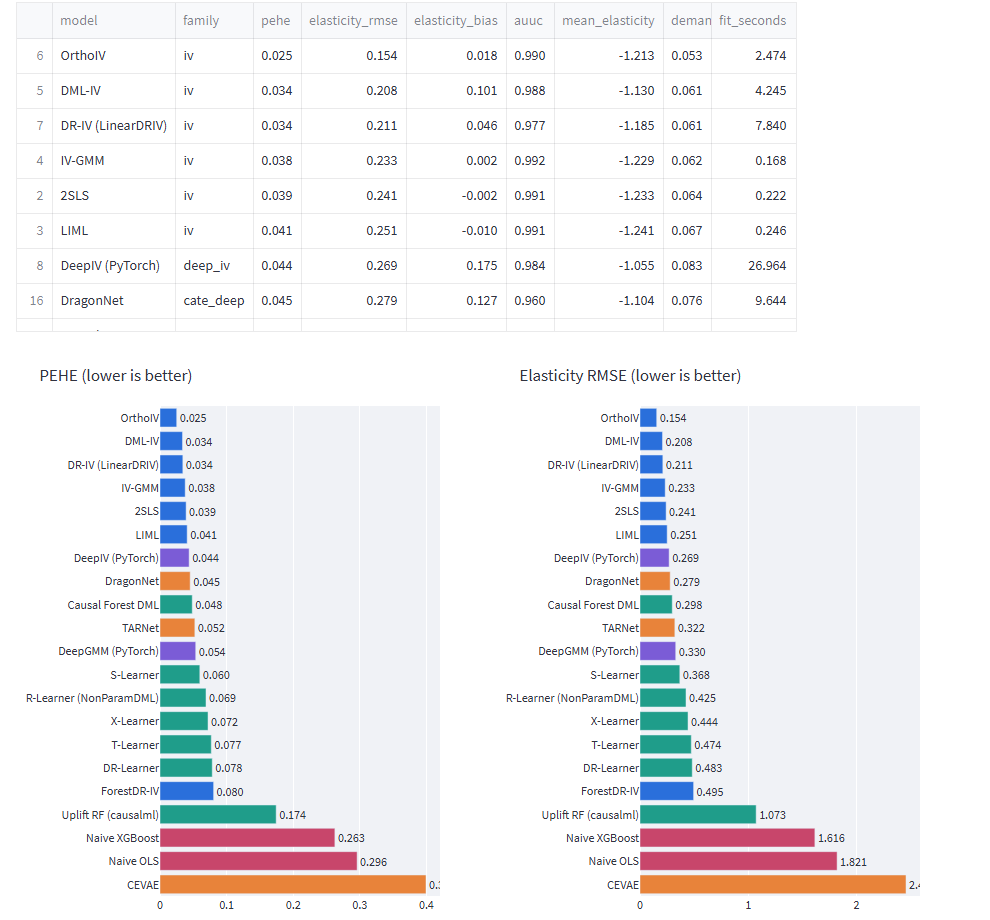 model family pehe elasticity_rmse elasticity_bias auuc mean_elasticity deman fit_seconds
6 OrthoIV iv 0.025 0.154 0.018 0.990 -1.213 0.053 2.474
5 DML-IV iv 0.034 0.208 0.101 0.988 -1.130 0.061 4.245
7 DR-IV (LinearDRIV) iv 0.034 0.211 0.046 0.977 -1.185 0.061 7.840
4 IV-GMM iv 0.038 0.233 0.002 0.992 -1.229 0.062 0.168
2 2SLS iv 0.039 0.241 -0.002 0.991 -1.233 0.064 0.222
3 LIML iv 0.041 0.251 -0.010 0.991 -1.241 0.067 0.246
8 DeepIV (PyTorch) deep_iv 0.044 0.269 0.175 0.984 -1.055 0.083 26.964
16 DragonNet cate_deep 0.045 0.279 0.127 0.960 -1.104 0.076 9.644
PEHE (lower is better)
OrthoIV 0.025
DML-IV 0.034
DR-IV (LinearDRIV) 0.034
IV-GMM 0.038
2SLS 0.039
LIML 0.041
DeepIV (PyTorch) 0.044
DragonNet 0.045
Causal Forest DML 0.048
TARNet 0.052
DeepGMM (PyTorch) 0.054
S-Learner 0.060
R-Learner (NonParamDML) 0.069
X-Learner 0.072
T-Learner 0.077
DR-Learner 0.078
ForestDR-IV 0.080
Uplift RF (causalml) 0.174
Naive XGBoost 0.263
Naive OLS 0.296
CEVAE
0 0.1 0.2 0.3 0.4
Elasticity RMSE (lower is better)
OrthoIV 0.154
DML-IV 0.208
DR-IV (LinearDRIV) 0.211
IV-GMM 0.233
2SLS 0.241
LIML 0.251
DeepIV (PyTorch) 0.269
DragonNet 0.279
Causal Forest DML 0.298
TARNet 0.322
DeepGMM (PyTorch) 0.330
S-Learner 0.368
R-Learner (NonParamDML) 0.425
X-Learner 0.444
T-Learner 0.474
DR-Learner 0.483
ForestDR-IV 0.495
Uplift RF (causalml) 1.073
Naive XGBoost 1.616
Naive OLS 1.821
CEVAE
0 1 2